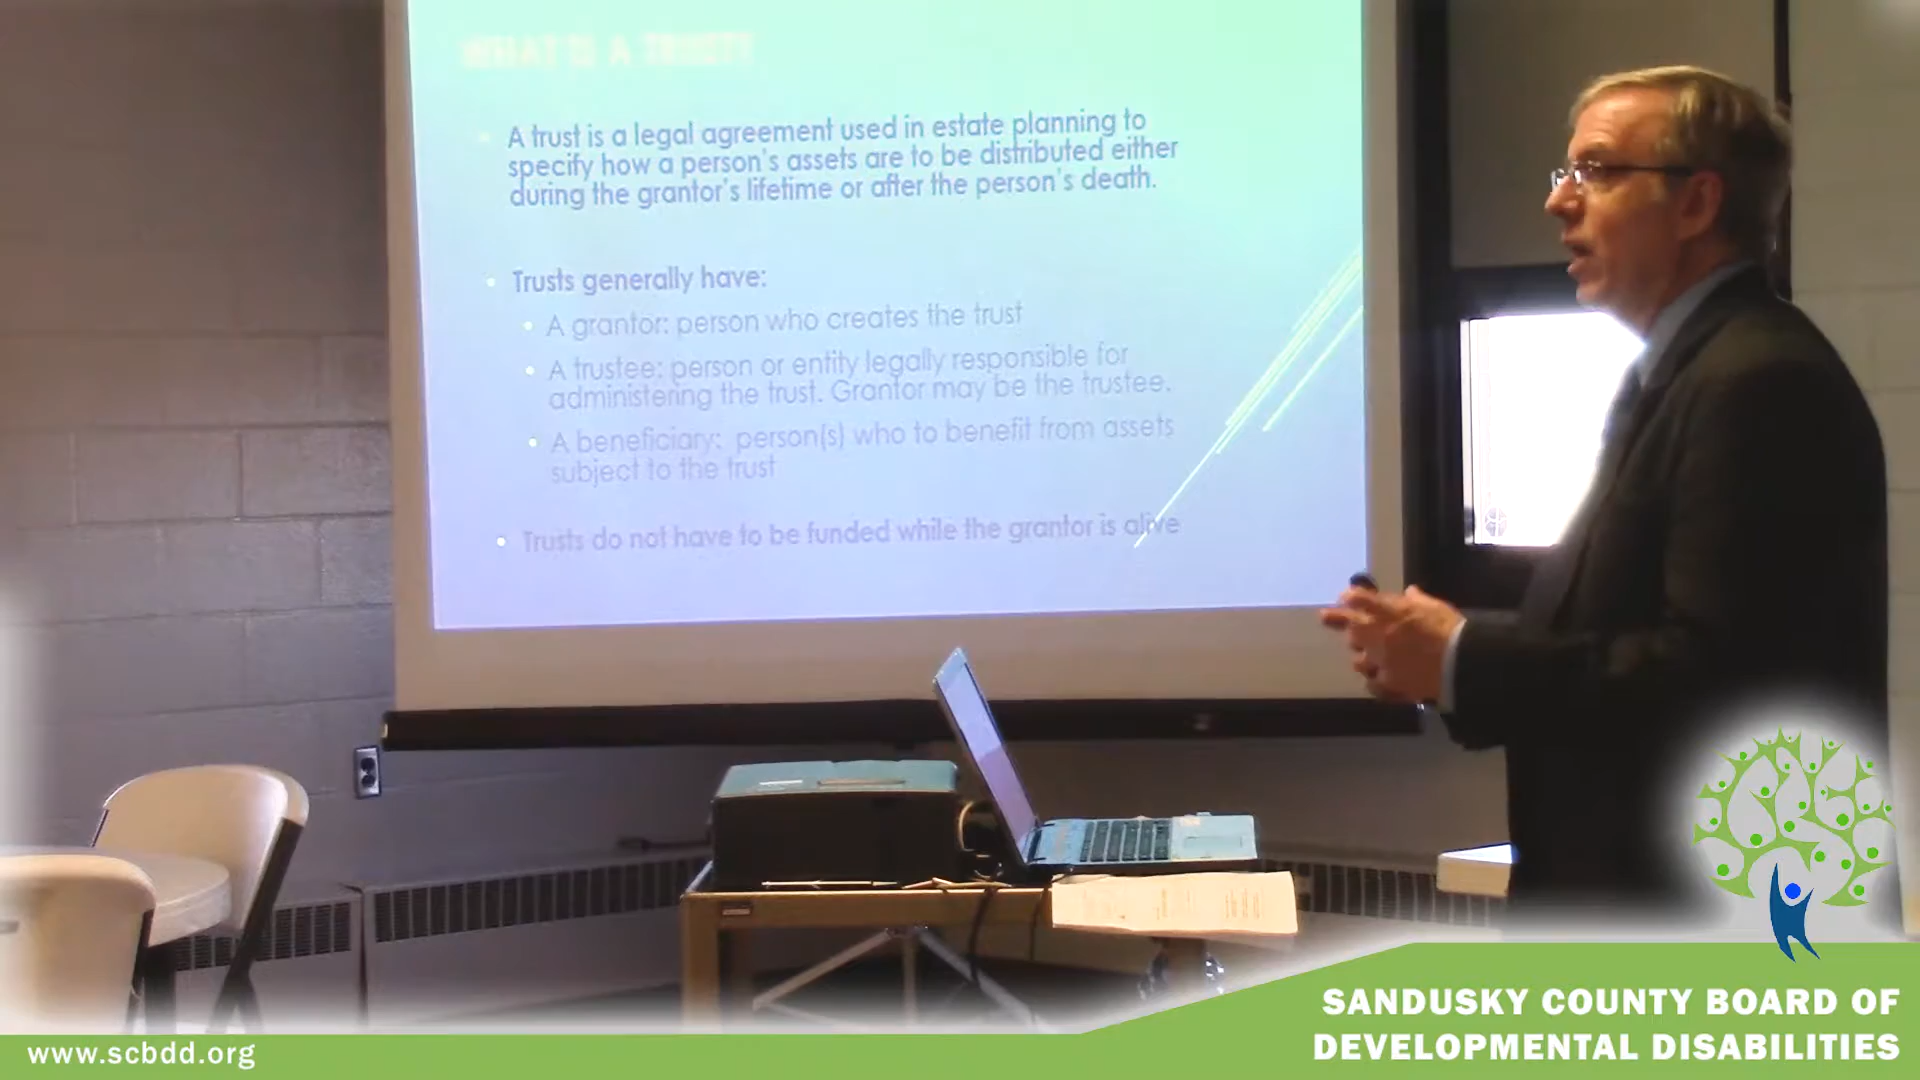 WHAT IS A TRUST?
A trust is a legal agreement used in estate planning to
specify how a person's assets are to be distributed either
during the grantor's lifetime or after the person's death.
Trusts generally have:
A grantor: person who creates the trust
A trustee: person or entity legally responsible for
administering the trust. Grantor may be the trustee.
A beneficiary: person(s) who to benefit from assets
subject to the trust
Trusts do not have to be funded while the grantor is alive
SANDUSKY COUNTY BOARD OF
DEVELOPMENTAL DISABILITIES
www.scbdd.org